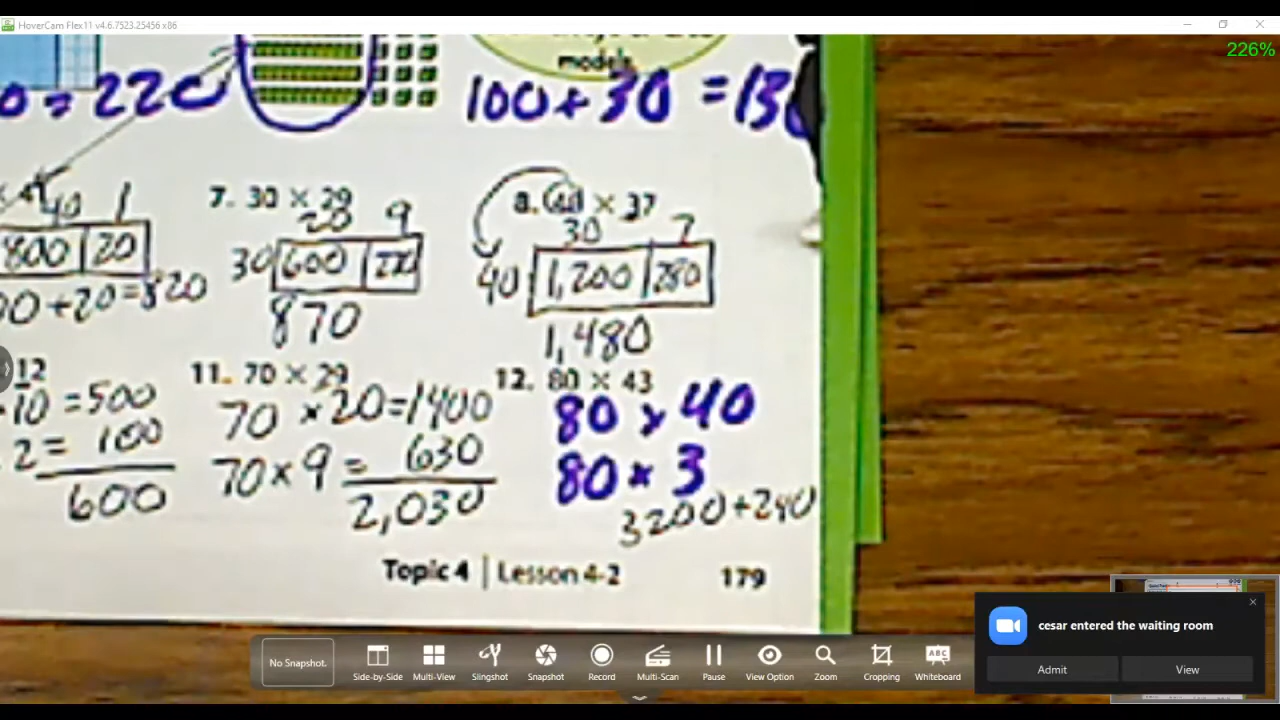 HoverCam Flex11 v4.6.7523.25456 x86
226%
models.
0 = 220
100 + 30 = 130
40 1
800 20
00 + 20 = 820
7. 30 × 29
20 9
30 600
870
8. 40 × 37
30 7
40 1,200 280
1,480
12
10 = 500
2 = 100
600
11. 70 × 29
70 × 20 = 1400
70 × 9 = 630
2,030
12. 80 × 43
80 × 40
80 × 3
3200 + 240
Topic 4 | Lesson 4-2 179
cesar entered the waiting room
Admit View
No Snapshot.
Side-by-Side Multi-View Slingshot Snapshot Record Multi-Scan Pause View Option Zoom Cropping ABC Whiteboard